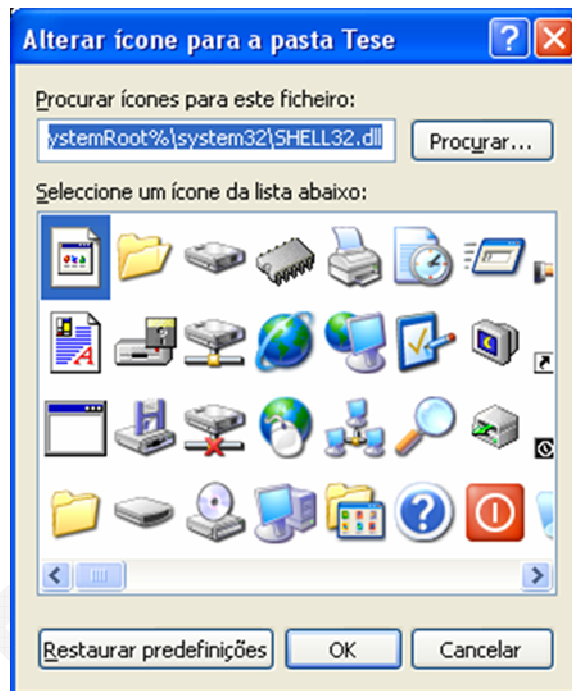 Alterar ícone para a pasta Tese
Procurar ícones para este ficheiro:
ystemRoot%\system32\SHELL32.dll
Procurar...
Seleccione um ícone da lista abaixo:
Restaurar predefinições
OK
Cancelar